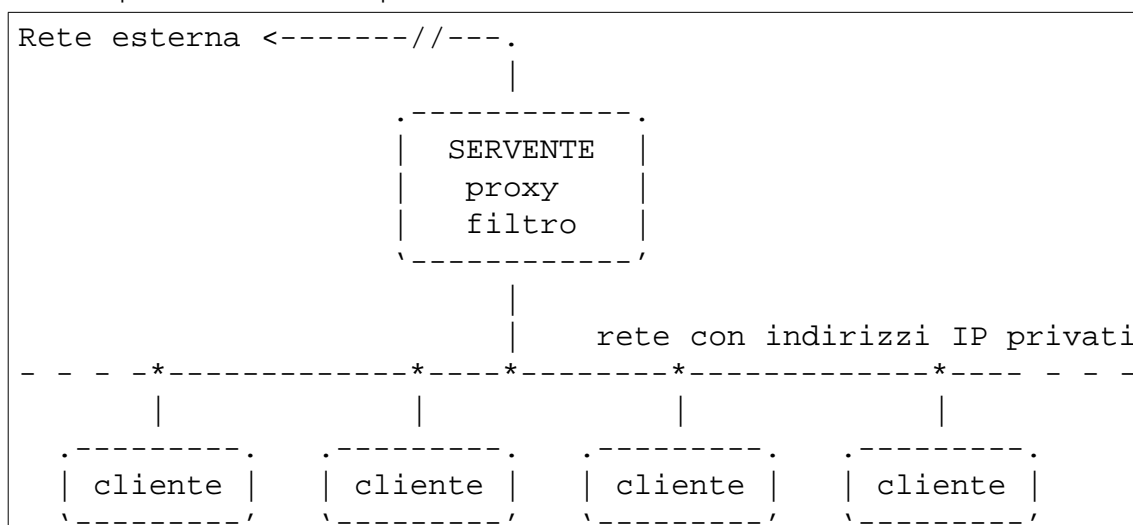 Rete esterna <-------//---.
|
.------------.
| SERVENTE |
| proxy |
| filtro |
`------------'
|
| rete con indirizzi IP privati
- - - -*-------------*----*--------*-------------*---- - - -
| | | |
.---------. .---------. .---------. .---------.
| cliente | | cliente | | cliente | | cliente |
`---------' `---------' `---------' `---------'